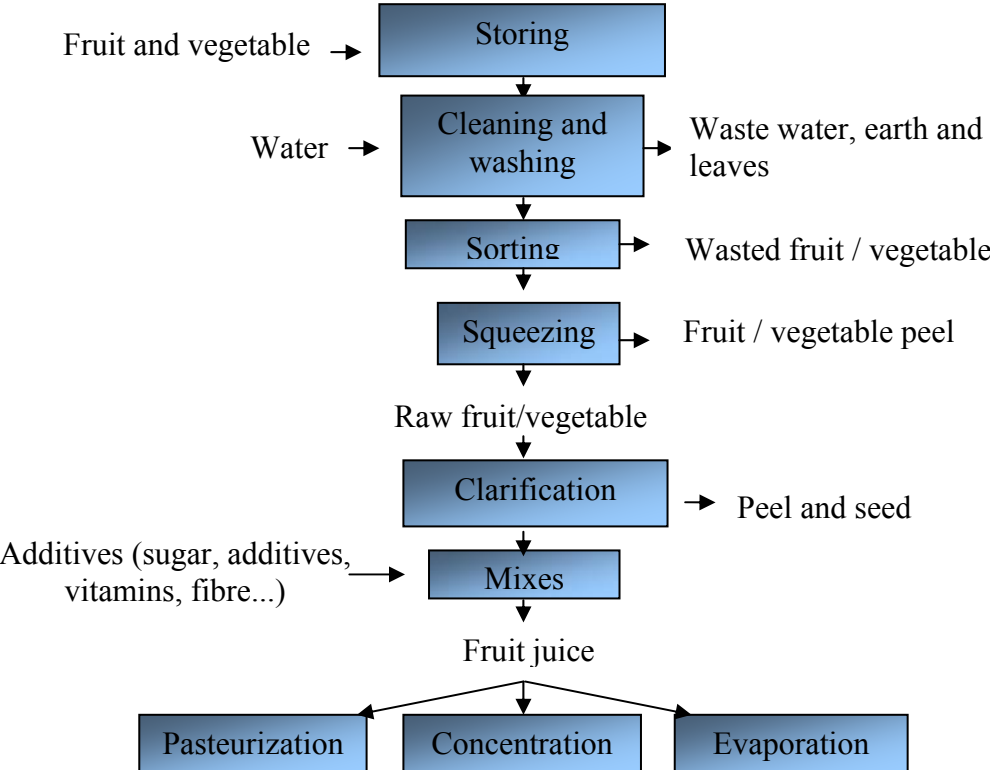 Storing
Fruit and vegetable
Cleaning and
washing
Water
Waste water, earth and
leaves
Sorting
Wasted fruit / vegetable
Squeezing
Fruit / vegetable peel
Raw fruit/vegetable
Clarification
Peel and seed
Additives (sugar, additives,
vitamins, fibre...)
Mixes
Fruit juice
Pasteurization
Concentration
Evaporation